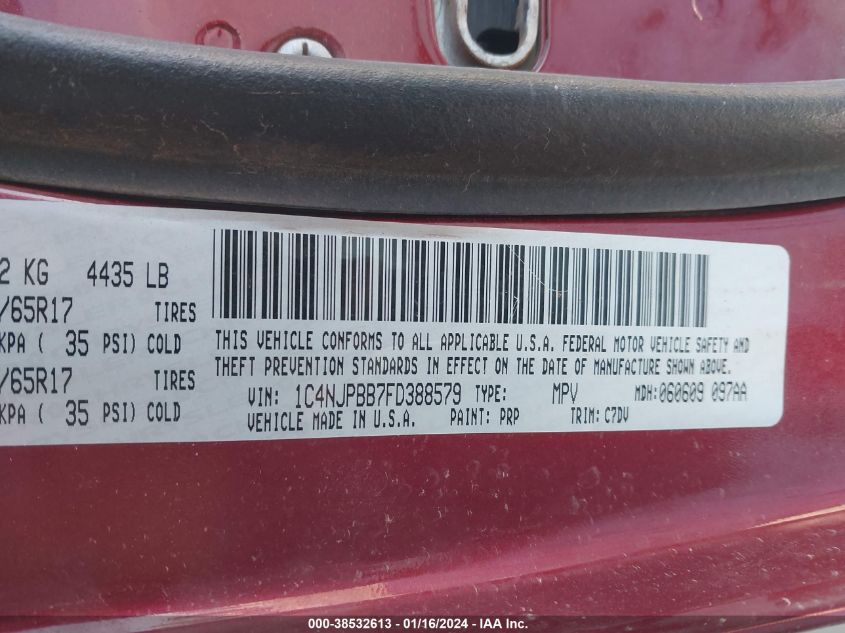 2 KG 4435 LB
/65R17 TIRES
KPA ( 35 PSI) COLD
/65R17 TIRES
KPA ( 35 PSI) COLD
THIS VEHICLE CONFORMS TO ALL APPLICABLE U.S.A. FEDERAL MOTOR VEHICLE SAFETY AND
THEFT PREVENTION STANDARDS IN EFFECT ON THE DATE OF MANUFACTURE SHOWN ABOVE.
VIN: 1C4NJPBB7FD388579 TYPE: MPV MDH:060609 097AA
VEHICLE MADE IN U.S.A. PAINT: PRP TRIM: C7DV
000-38532613 - 01/16/2024 - IAA Inc.